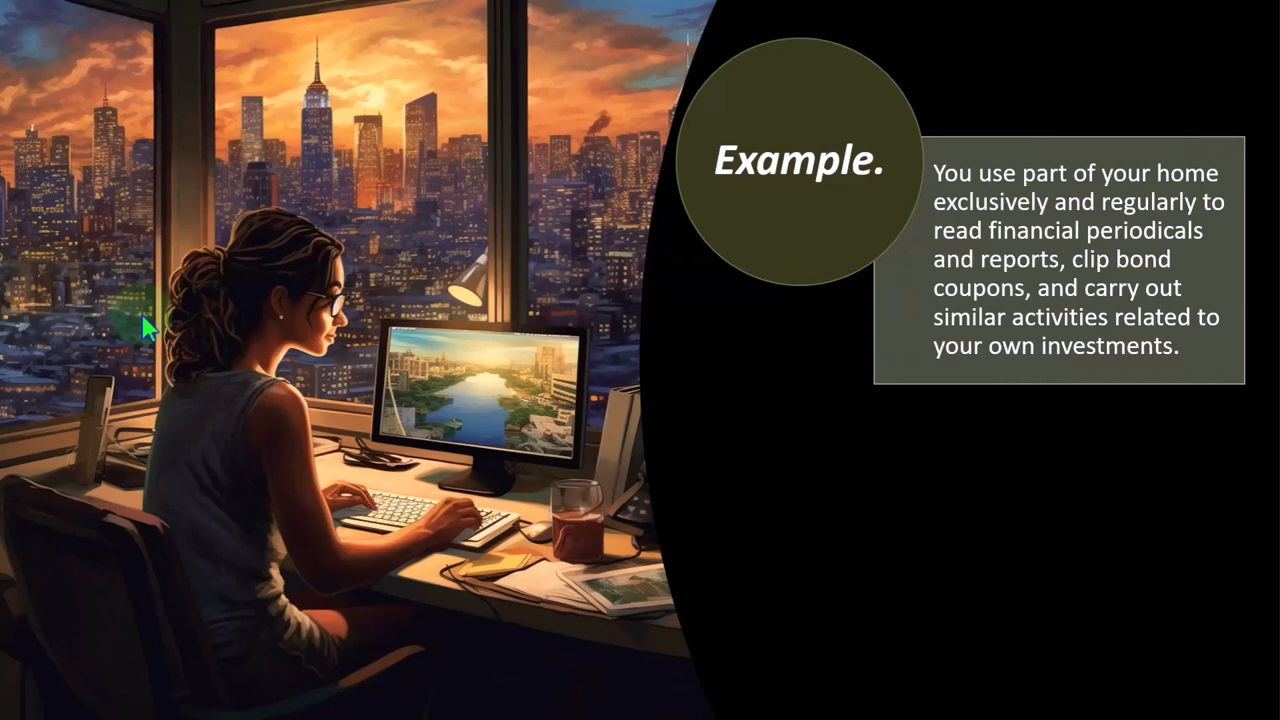 Example.
You use part of your home
exclusively and regularly to
read financial periodicals
and reports, clip bond
coupons, and carry out
similar activities related to
your own investments.